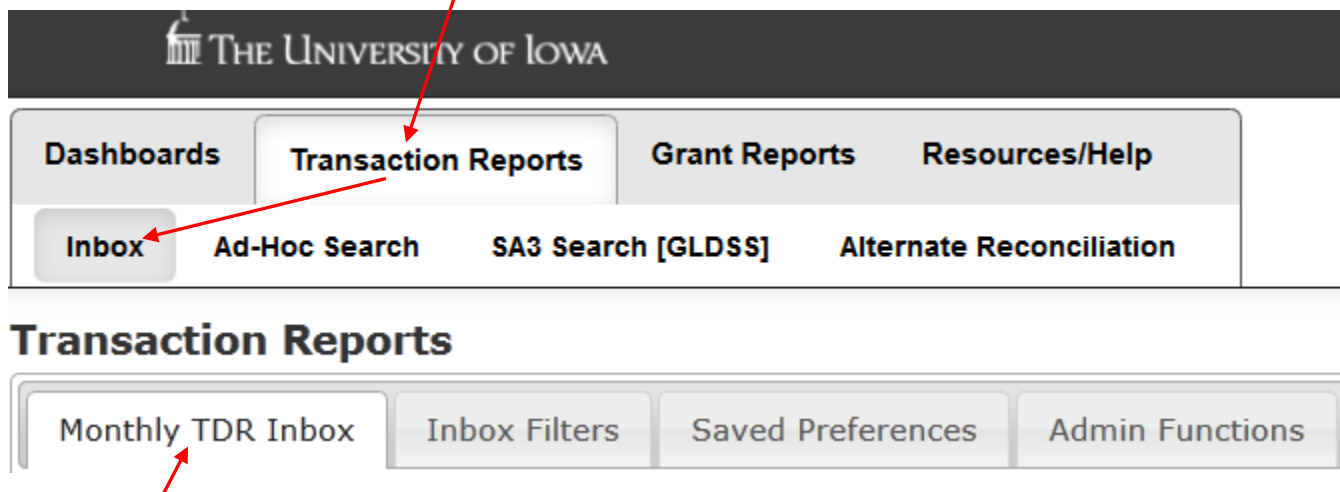 THE UNIVERSITY OF IOWA
Dashboards Transaction Reports Grant Reports Resources/Help
Inbox Ad-Hoc Search SA3 Search [GLDSS] Alternate Reconciliation
Transaction Reports
Monthly TDR Inbox Inbox Filters Saved Preferences Admin Functions